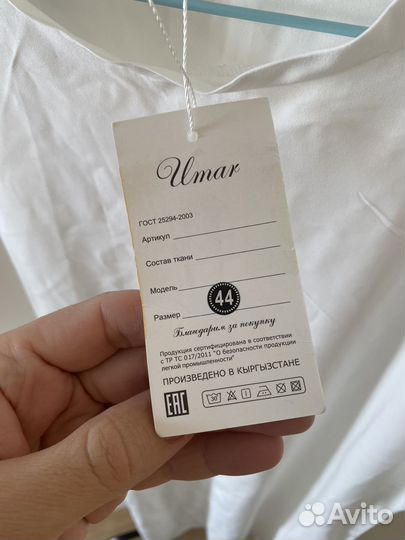 Umar
ГОСТ 25294-2003
Артикул
Состав ткани
Модель
44
Размер
Благодарим за покупку
Продукция сертифицирована в соответствии
с ТР ТС 017/2011 "О безопасности продукции
легкой промышленности"
ПРОИЗВЕДЕНО В КЫРГЫЗСТАНЕ
EAC
30
Avito